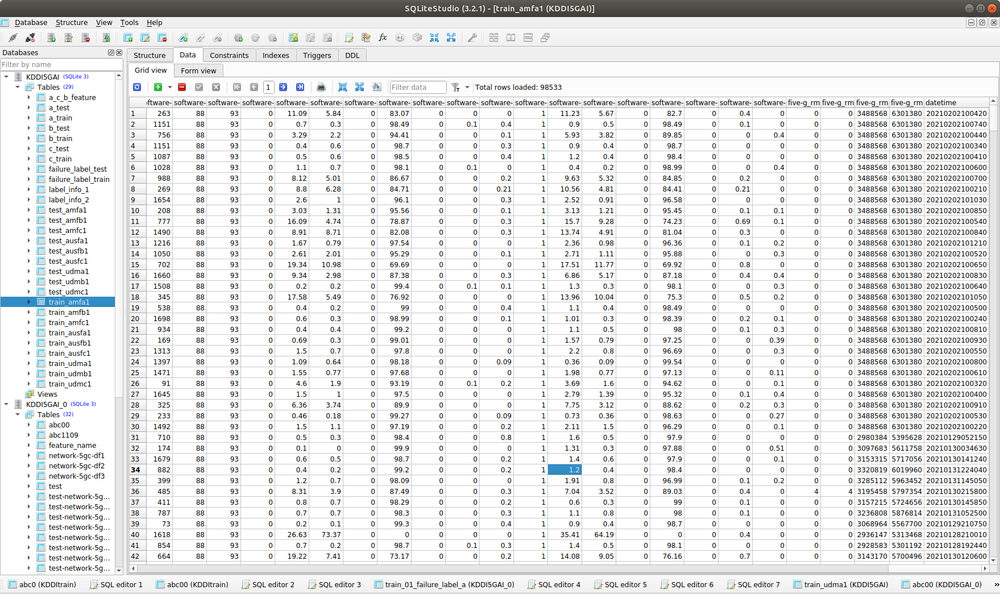 SQLiteStudio (3.2.1) - [train_amfa1 (KDDI5GAI)]
Database Structure View Tools Help
Databases
Filter by name
KDDI5GAI (SQLite 3)
Tables (29)
a_c_b_feature
a_test
a_train
b_test
b_train
c_test
c_train
failure_label_test
failure_label_train
label_info_1
label_info_2
test_amfa1
test_amfb1
test_amfc1
test_ausfa1
test_ausfb1
test_ausfc1
test_udma1
test_udmb1
test_udmc1
train_amfa1
train_amfb1
train_amfc1
train_ausfa1
train_ausfb1
train_ausfc1
train_udma1
train_udmb1
train_udmc1
Views
KDDI5GAI_0 (SQLite 3)
Tables (32)
abc00
abc1109
feature_name
network-5gc-df1
network-5gc-df2
network-5gc-df3
test
test-network-5g...
test-network-5g...
test-network-5g...
test-network-5g...
test-network-5g...
test-network-5g...
test-network-5g...
test-network-5g...
Structure Data Constraints Indexes Triggers DDL
Grid view Form view
1 Filter data Total rows loaded: 98533
oftware- software- software- software- software- software- software- software- software- software- software- software- software- software- software- software- software- software- software- five-g_rm five-g_rm five-g_rm five-g_rm datetime
1 263 88 93 0 11.09 5.84 0 83.07 0 0 0 1 11.23 5.67 0 82.7 0 0.4 0 0 0 3488568 6301380 20210202100420
2 1151 88 93 0 0.7 0.3 0 98.49 0 0.1 0.4 1 0.9 0.5 0 98.49 0 0.1 0 0 0 3488568 6301380 20210202100740
3 756 88 93 0 3.29 2.2 0 94.41 0 0 0.1 1 5.93 3.82 0 89.85 0 0 0.4 0 0 3488568 6301380 20210202100440
4 1151 88 93 0 0.4 0.6 0 98.7 0 0 0.3 1 0.9 0.4 0 98.7 0 0 0 0 0 3488568 6301380 20210202100340
5 1087 88 93 0 0.5 0.6 0 98.5 0 0 0.4 1 1.2 0.4 0 98.4 0 0 0 0 0 3488568 6301380 20210202100410
6 1028 88 93 0 1.1 0.7 0 98.1 0 0.1 0 1 0.4 0.2 0 98.99 0 0 0.4 0 0 3488568 6301380 20210202100600
7 988 88 93 0 8.12 5.01 0 86.67 0 0 0.2 1 9.63 5.32 0 84.85 0 0.2 0 0 0 3488568 6301380 20210202100700
8 269 88 93 0 8.8 6.28 0 84.71 0 0 0.21 1 10.56 4.81 0 84.41 0 0.21 0 0 0 3488568 6301380 20210202100210
9 1654 88 93 0 2.6 1 0 96.1 0 0 0.3 1 2.52 0.91 0 96.58 0 0 0 0 0 3488568 6301380 20210202101030
10 208 88 93 0 3.03 1.31 0 95.56 0 0 0.1 1 3.13 1.21 0 95.45 0 0.1 0.1 0 0 3488568 6301380 20210202100850
11 777 88 93 0 16.09 4.74 0 78.87 0 0 0.3 1 15.7 9.28 0 74.23 0 0.69 0.1 0 0 3488568 6301380 20210202100540
12 1490 88 93 0 8.91 8.71 0 82.08 0 0 0.3 1 13.74 4.91 0 81.04 0 0.3 0 0 0 3488568 6301380 20210202100840
13 1216 88 93 0 1.67 0.79 0 97.54 0 0 0 1 2.36 0.98 0 96.36 0 0.1 0.2 0 0 3488568 6301380 20210202101210
14 1050 88 93 0 2.61 2.01 0 95.29 0 0 0.1 1 2.71 1.11 0 95.88 0 0 0.3 0 0 3488568 6301380 20210202100520
15 702 88 93 0 19.34 10.98 0 69.69 0 0 0 1 17.51 11.77 0 69.92 0 0.8 0 0 0 3488568 6301380 20210202100650
16 1660 88 93 0 9.34 2.98 0 87.38 0 0 0.3 1 6.86 5.17 0 87.18 0 0.4 0.4 0 0 3488568 6301380 20210202100830
17 1508 88 93 0 0.2 0.2 0 99.4 0 0.1 0.1 1 1.3 0.3 0 98.1 0 0 0.3 0 0 3488568 6301380 20210202100640
18 345 88 93 0 17.58 5.49 0 76.92 0 0 0 1 13.96 10.04 0 75.3 0 0.5 0.2 0 0 3488568 6301380 20210202101050
19 538 88 93 0 0.4 0.2 0 99 0 0 0.4 1 1.1 0.4 0 98.49 0 0 0 0 0 3488568 6301380 20210202100500
20 1698 88 93 0 0.6 0.3 0 98.99 0 0 0.1 1 1.01 0.3 0 98.39 0 0.2 0.1 0 0 3488568 6301380 20210202100240
21 934 88 93 0 0.4 0.4 0 99.2 0 0 0 1 1.1 0.5 0 98 0 0.1 0.3 0 0 3488568 6301380 20210202100810
22 169 88 93 0 0.69 0.3 0 99.01 0 0 0 1 1.57 0.79 0 97.25 0 0 0.39 0 0 3488568 6301380 20210202100930
23 1313 88 93 0 1.5 0.7 0 97.8 0 0 0 1 2.2 0.8 0 96.69 0 0 0.3 0 0 3488568 6301380 20210202100550
24 1397 88 93 0 1.09 0.64 0 98.18 0 0 0.09 1 0.36 0.09 0 99.54 0 0 0 0 0 3488568 6301380 20210202100800
25 1471 88 93 0 1.55 0.77 0 97.68 0 0 0 1 1.98 0.77 0 97.13 0 0 0.11 0 0 3488568 6301380 20210202100610
26 91 88 93 0 4.6 1.9 0 93.19 0 0.1 0.2 1 3.69 1.6 0 94.62 0 0 0.1 0 0 3488568 6301380 20210202100320
27 1645 88 93 0 1.5 1 0 97.5 0 0 0 1 2.79 1.39 0 95.32 0 0.1 0.4 0 0 3488568 6301380 20210202100400
28 325 88 93 0 6.36 3.74 0 89.9 0 0 0 1 7.75 3.12 0 88.62 0 0.2 0.3 0 0 3488568 6301380 20210202100910
29 233 88 93 0 0.46 0.18 0 99.27 0 0 0.09 1 0.73 0.36 0 98.63 0 0 0.27 0 0 3488568 6301380 20210202100530
30 1492 88 93 0 1.5 1.1 0 97.19 0 0 0.2 1 2.11 1.5 0 96.29 0 0 0.1 0 0 3488568 6301380 20210202100220
31 710 88 93 0 0.5 0.3 0 98.4 0 0 0.8 1 1.6 0.5 0 97.9 0 0 0 0 0 2980384 5395628 20210129052150
32 174 88 93 0 0.1 0 0 99.9 0 0 0 1 1.31 0.3 0 97.88 0 0 0.51 0 0 3097683 5611758 20210130034630
33 1679 88 93 0 0.6 0.5 0 98.7 0 0 0.2 1 1.4 0.6 0 97.9 0 0 0.1 0 0 3153315 5717056 20210130141240
34 882 88 93 0 0.4 0.2 0 99.2 0 0 0.2 1 1.2 0.4 0 98.4 0 0 0 0 0 3320819 6019960 20210131224040
35 399 88 93 0 1.2 0.7 0 98.09 0 0 0 1 1.91 0.8 0 96.99 0 0.1 0.2 0 0 3285112 5963452 20210131145050
36 485 88 93 0 8.31 3.9 0 87.49 0 0 0.3 1 7.04 3.52 0 89.03 0 0.4 0 4 4 3195458 5797354 20210130215800
37 411 88 93 0 0.8 0.7 0 98.29 0 0 0.2 1 0.6 0.3 0 99 0 0.1 0 0 0 3157215 5724656 20210130145850
38 787 88 93 0 0.7 0.7 0 98.3 0 0 0.3 1 1.1 0.8 0 98 0 0.1 0 0 0 3236808 5876814 20210131052500
39 73 88 93 0 0.2 0.1 0 99.3 0 0 0.4 1 0.9 0.4 0 98.7 0 0 0 0 0 3068964 5567700 20210129210750
40 1618 88 93 0 26.63 73.37 0 0 0 0 0 1 35.41 64.19 0 0 0 0.4 0 0 0 2936147 5313468 20210128210010
41 854 88 93 0 0.7 0.2 0 98.7 0 0.1 0.3 1 1.4 0.5 0 98.1 0 0 0 0 0 2928583 5301192 20210128192440
42 664 88 93 0 19.22 7.41 0 73.17 0 0 0.2 1 14.08 9.05 0 76.16 0 0.7 0 0 0 3143170 5700496 20210130120600
abc0 (KDDItrain) SQL editor 1 abc00 (KDDItrain) SQL editor 2 SQL editor 3 train_01_failure_label_a (KDDI5GAI_0) SQL editor 4 SQL editor 5 SQL editor 6 SQL editor 7 train_udma1 (KDDI5GAI) abc00 (KDDI5GAI_0)